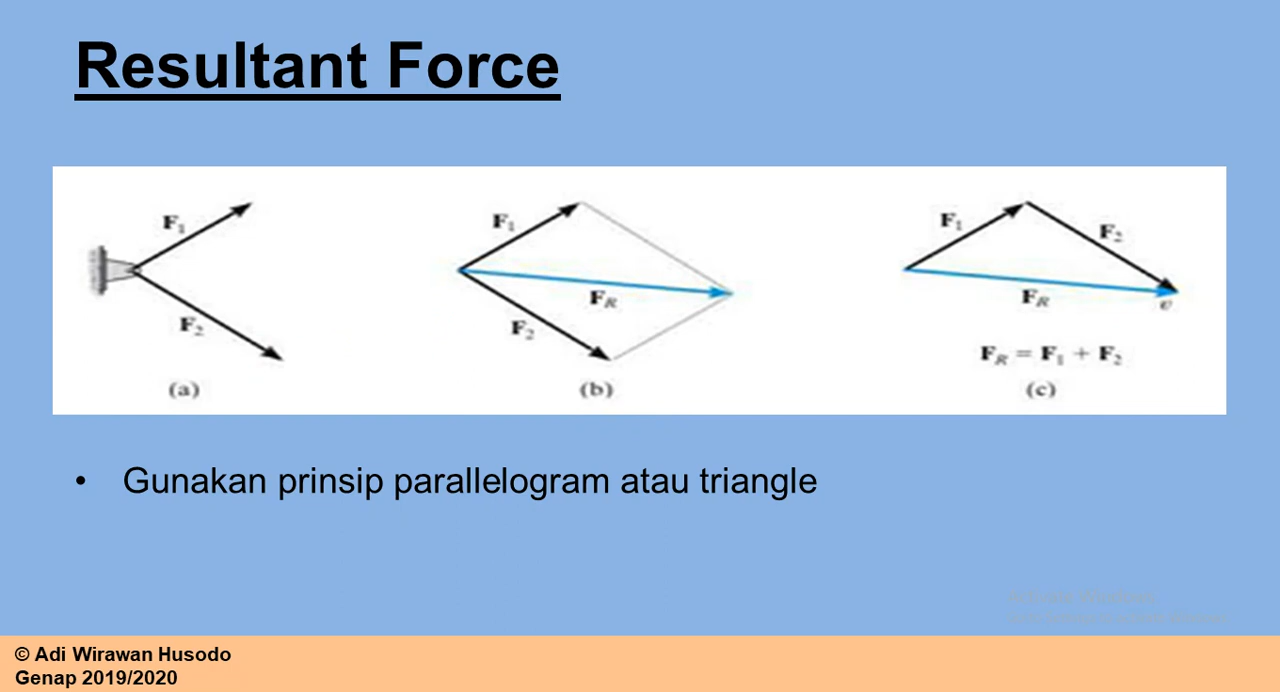 Resultant Force
F₁
F₂
(a)
F₁
F_R
F₂
(b)
F₁
F₂
F_R
v
F_R = F₁ + F₂
(c)
• Gunakan prinsip parallelogram atau triangle
© Adi Wirawan Husodo
Genap 2019/2020